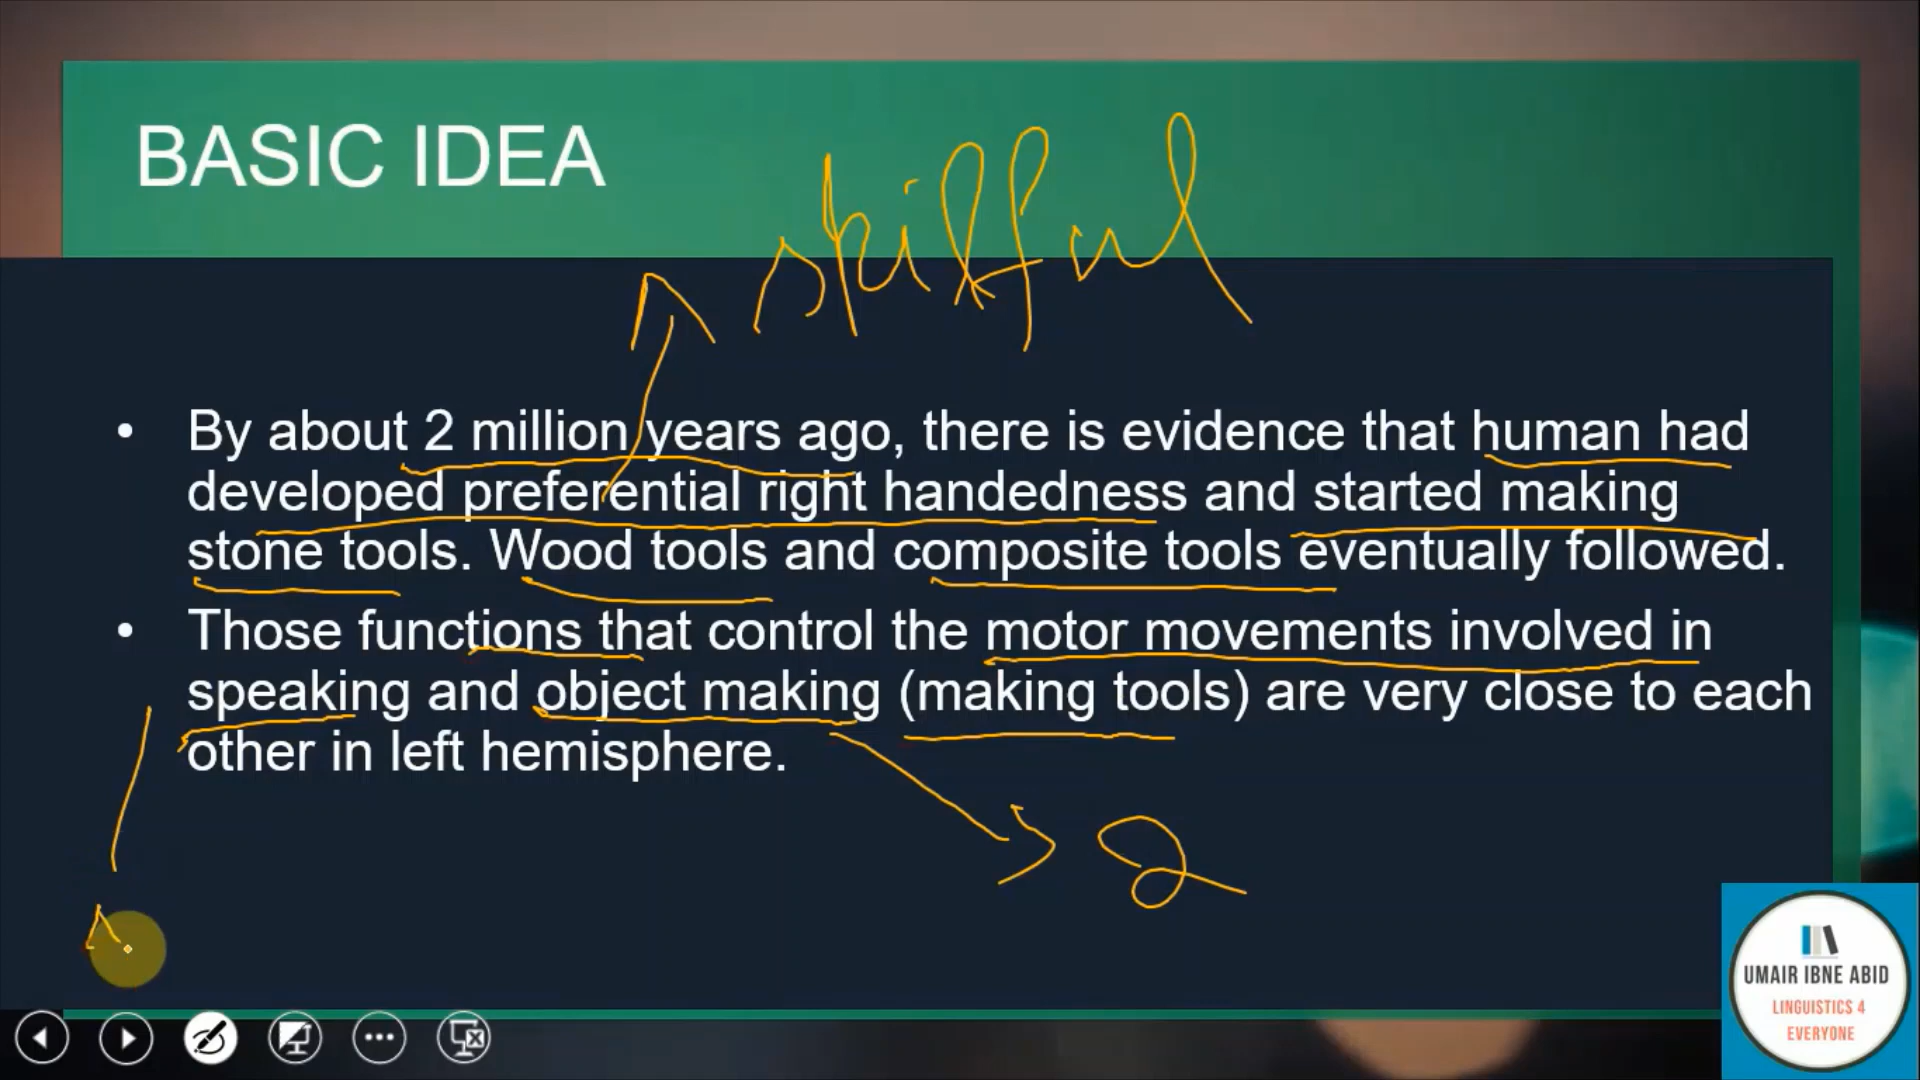 BASIC IDEA
skilful
• By about 2 million years ago, there is evidence that human had
developed preferential right handedness and started making
stone tools. Wood tools and composite tools eventually followed.
• Those functions that control the motor movements involved in
speaking and object making (making tools) are very close to each
other in left hemisphere.
2
UMAIR IBNE ABID
LINGUISTICS 4
EVERYONE